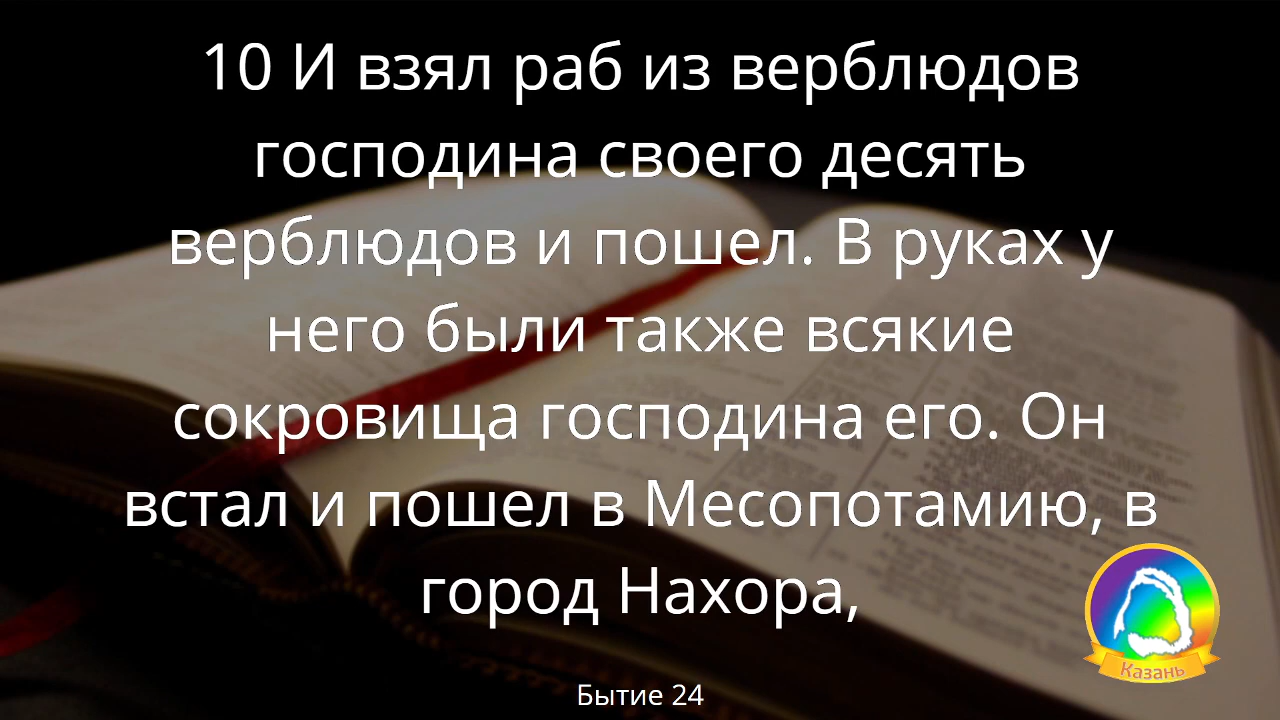 10 И взял раб из верблюдов
господина своего десять
верблюдов и пошел. В руках у
него были также всякие
сокровища господина его. Он
встал и пошел в Месопотамию, в
город Нахора,
Казань
Бытие 24